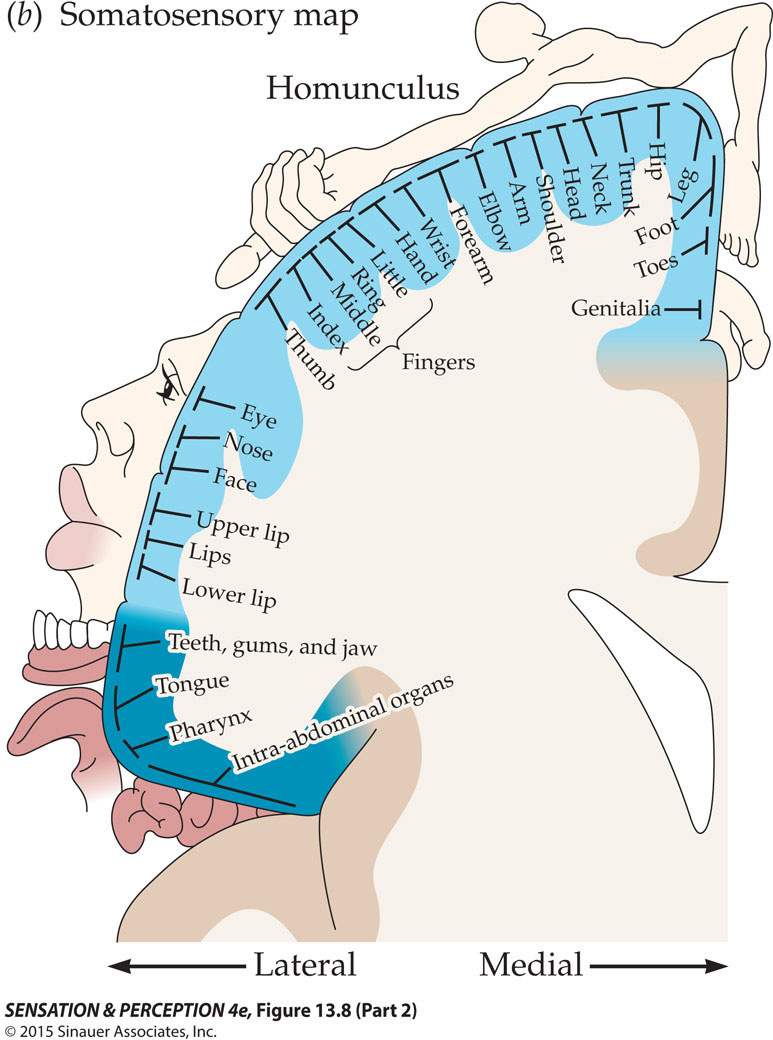 (b) Somatosensory map
Homunculus
Thumb
Index
Middle
Ring
Little
Fingers
Hand
Wrist
Forearm
Elbow
Arm
Shoulder
Head
Neck
Trunk
Hip
Leg
Foot
Toes
Genitalia
Eye
Nose
Face
Upper lip
Lips
Lower lip
Teeth, gums, and jaw
Tongue
Pharynx
Intra-abdominal organs
Lateral
Medial
SENSATION & PERCEPTION 4e, Figure 13.8 (Part 2)
© 2015 Sinauer Associates, Inc.